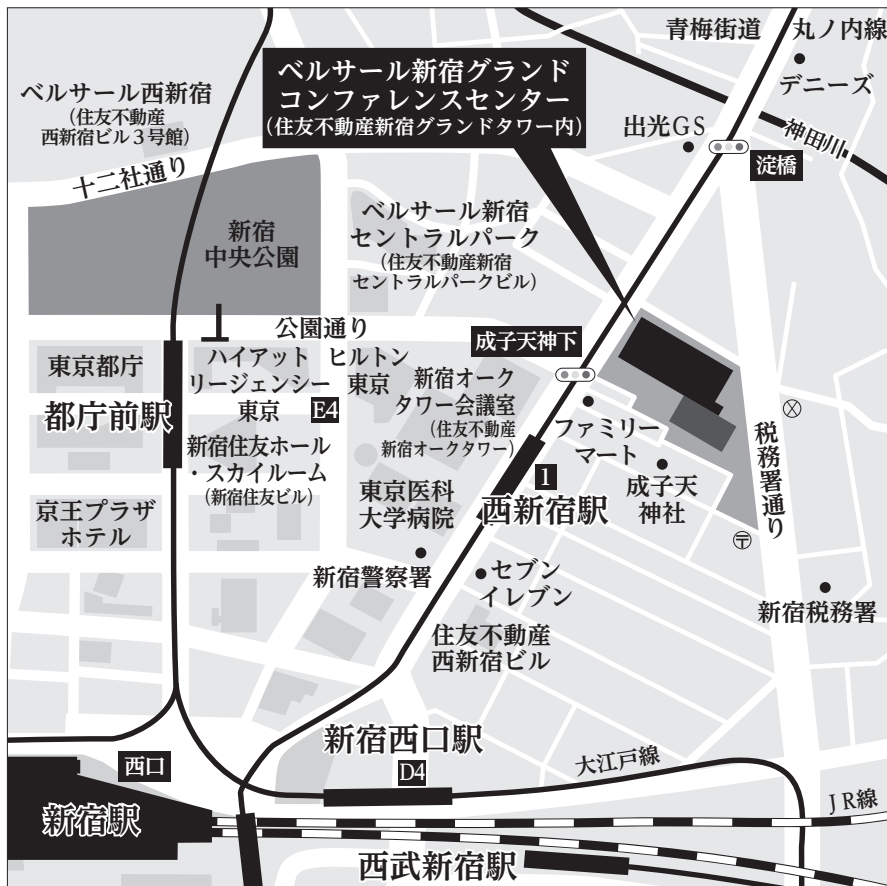 青梅街道
丸ノ内線
デニーズ
ベルサール新宿グランド
コンファレンスセンター
(住友不動産新宿グランドタワー内)
ベルサール西新宿
(住友不動産
西新宿ビル3号館)
出光GS
神田川
淀橋
十二社通り
新宿
中央公園
ベルサール新宿
セントラルパーク
(住友不動産新宿
セントラルパークビル)
公園通り
成子天神下
東京都庁
ハイアット
リージェンシー
東京
ヒルトン
東京
E4
都庁前駅
新宿オーク
タワー会議室
(住友不動産
新宿オークタワー)
ファミリー
マート
税務署通り
新宿住友ホール
・スカイルーム
(新宿住友ビル)
1
西新宿駅
成子天
神社
東京医科
大学病院
京王プラザ
ホテル
〒
新宿警察署
セブン
イレブン
新宿税務署
住友不動産
西新宿ビル
新宿西口駅
D4
西口
大江戸線
JR線
新宿駅
西武新宿駅